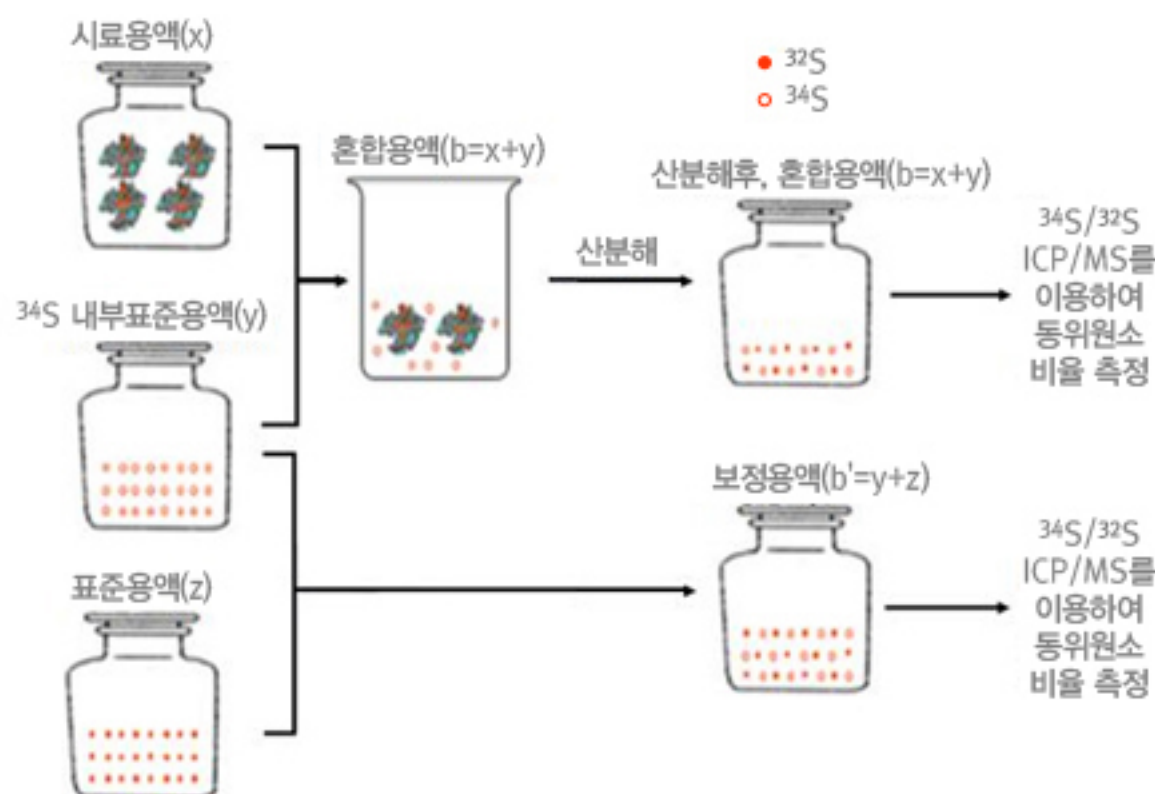 시료용액(x)
³²S
³⁴S
혼합용액(b=x+y)
산분해후, 혼합용액(b=x+y)
산분해
³⁴S/³²S
ICP/MS를
이용하여
동위원소
비율 측정
³⁴S 내부표준용액(y)
보정용액(b'=y+z)
³⁴S/³²S
ICP/MS를
이용하여
동위원소
비율 측정
표준용액(z)